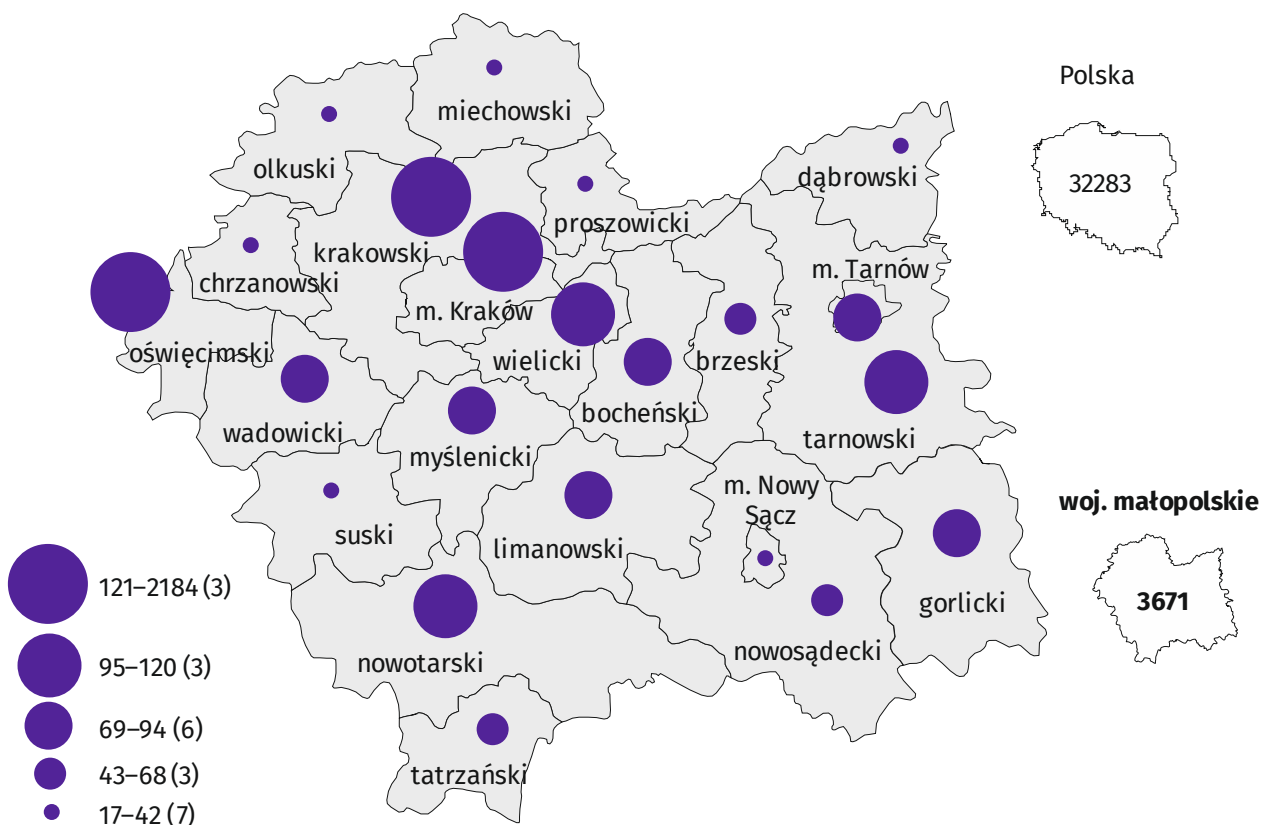 Polska
32283
miechowski
olkuski
dąbrowski
proszowicki
krakowski
chrzanowski
m. Tarnów
m. Kraków
oświęcimski
wielicki
brzeski
bocheński
wadowicki
tarnowski
myślenicki
m. Nowy
Sącz
woj. małopolskie
suski
limanowski
3671
gorlicki
nowosądecki
nowotarski
tatrzański
121–2184 (3)
95–120 (3)
69–94 (6)
43–68 (3)
17–42 (7)